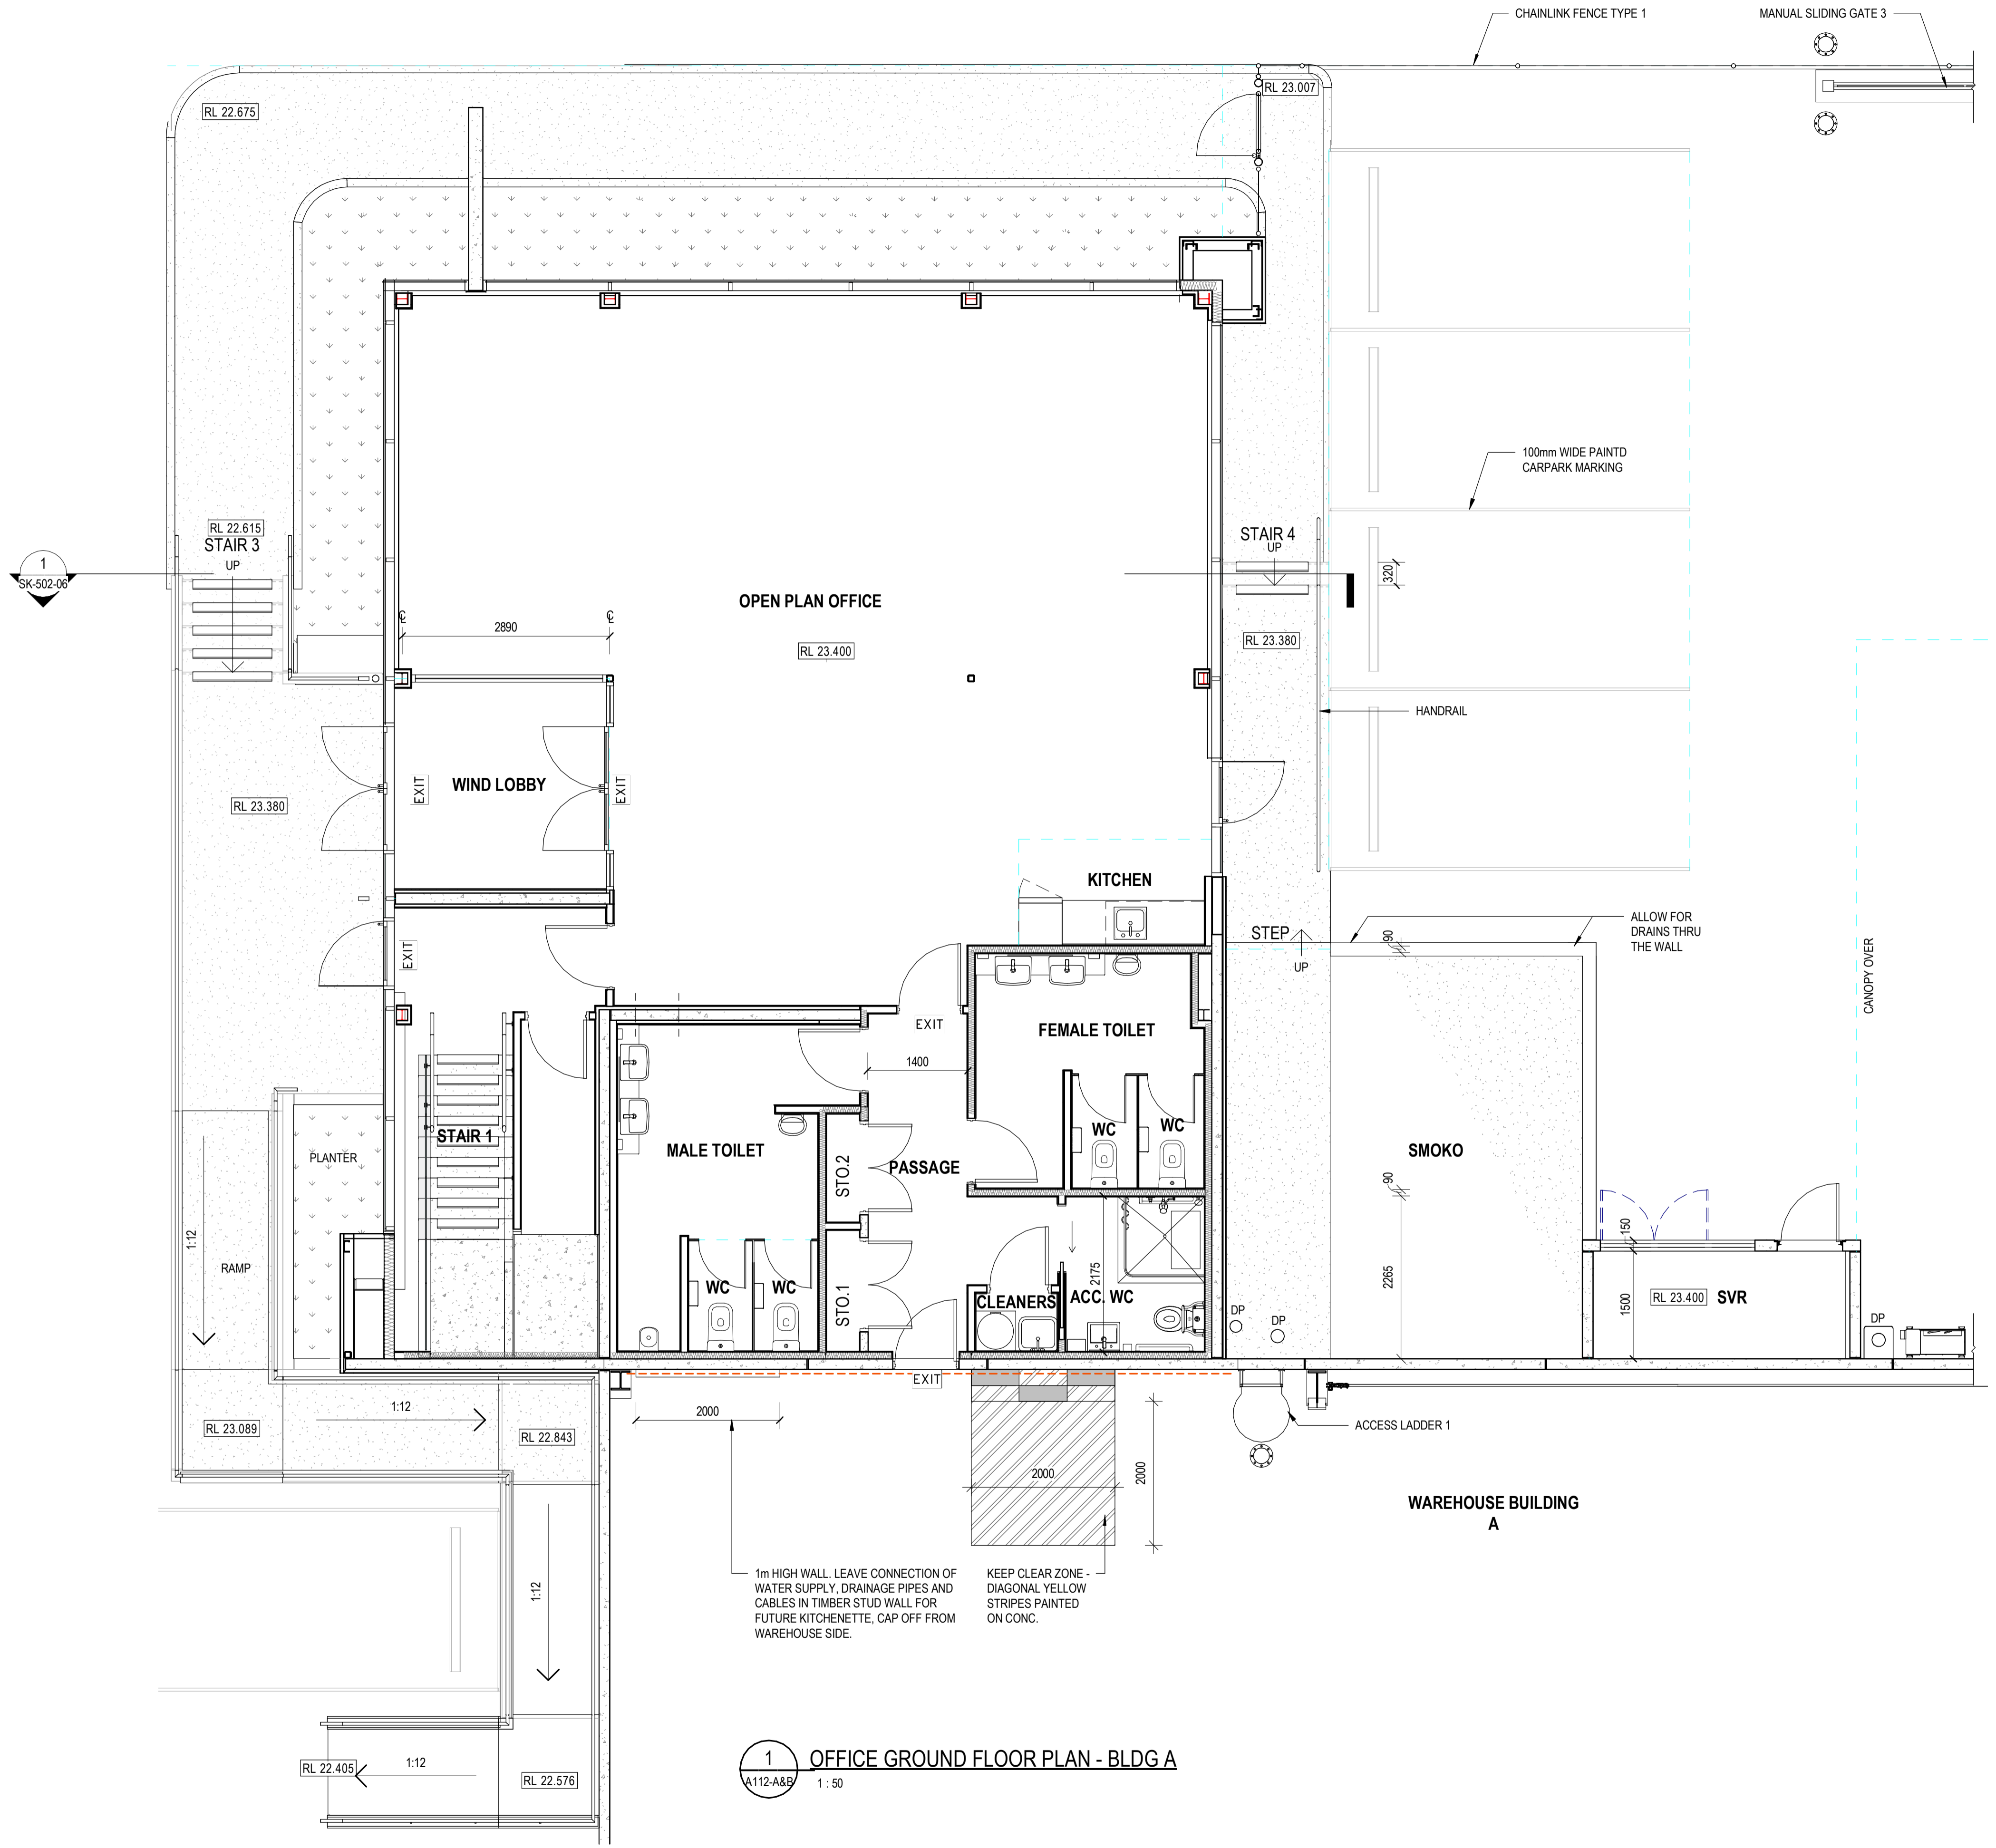 CHAINLINK FENCE TYPE 1
MANUAL SLIDING GATE 3
RL 22.675
RL 23.007
100mm WIDE PAINTD
CARPARK MARKING
RL 22.615
STAIR 3
UP
STAIR 4
UP
1
SK-502-06
320
OPEN PLAN OFFICE
2890
RL 23.400
RL 23.380
HANDRAIL
WIND LOBBY
EXIT
EXIT
RL 23.380
KITCHEN
ALLOW FOR
DRAINS THRU
THE WALL
STEP
UP
90
CANOPY OVER
EXIT
EXIT
FEMALE TOILET
1400
STAIR 1
MALE TOILET
WC
WC
PLANTER
STO.2
PASSAGE
SMOKO
90
1:12
RAMP
150
2265
2175
1500
WC
WC
STO.1
CLEANERS
ACC. WC
RL 23.400
SVR
DP
DP
DP
EXIT
1:12
2000
RL 23.089
RL 22.843
ACCESS LADDER 1
2000
2000
WAREHOUSE BUILDING
A
1:12
1m HIGH WALL. LEAVE CONNECTION OF
WATER SUPPLY, DRAINAGE PIPES AND
CABLES IN TIMBER STUD WALL FOR
FUTURE KITCHENETTE, CAP OFF FROM
WAREHOUSE SIDE.
KEEP CLEAR ZONE -
DIAGONAL YELLOW
STRIPES PAINTED
ON CONC.
RL 22.405
1:12
RL 22.576
1
A112-A&B
OFFICE GROUND FLOOR PLAN - BLDG A
1 : 50